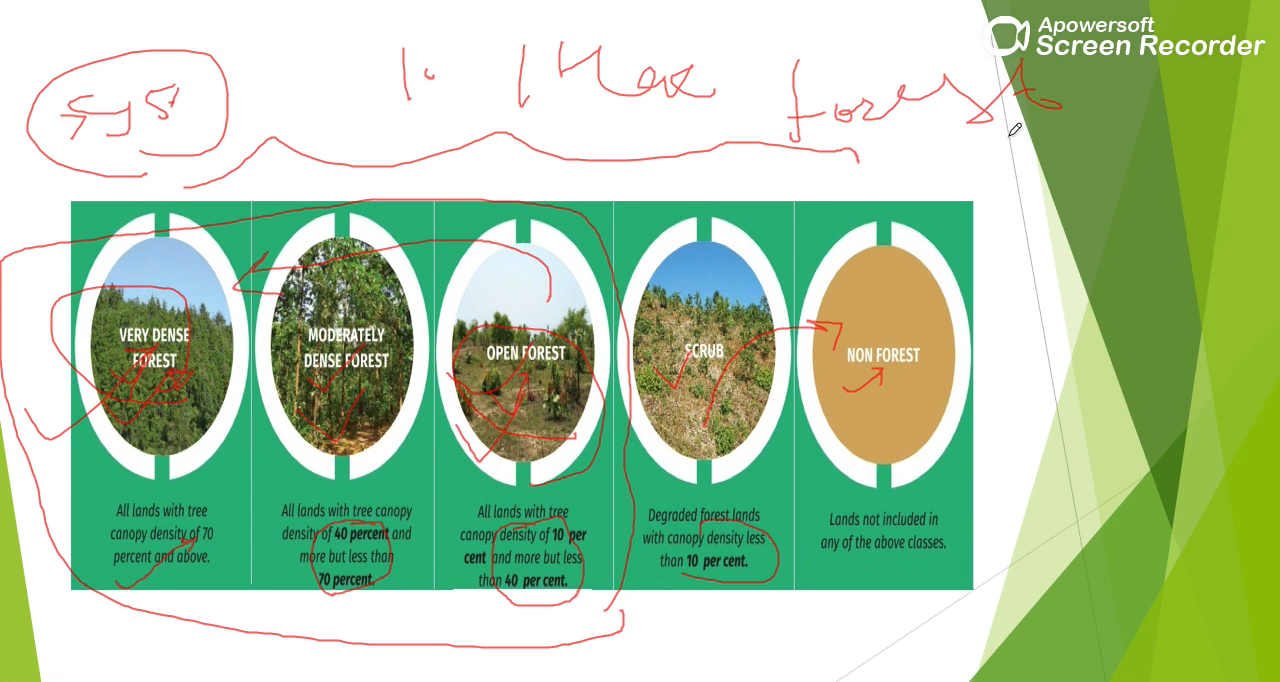 Apowersoft
Screen Recorder
1.
forest
VERY DENSE
FOREST
MODERATELY
DENSE FOREST
OPEN FOREST
SCRUB
NON FOREST
All lands with tree
canopy density of 70
percent and above.
All lands with tree canopy
density of 40 percent and
more but less than
70 percent.
All lands with tree
canopy density of 10 per
cent and more but less
than 40 per cent.
Degraded forest lands
with canopy density less
than 10 per cent.
Lands not included in
any of the above classes.